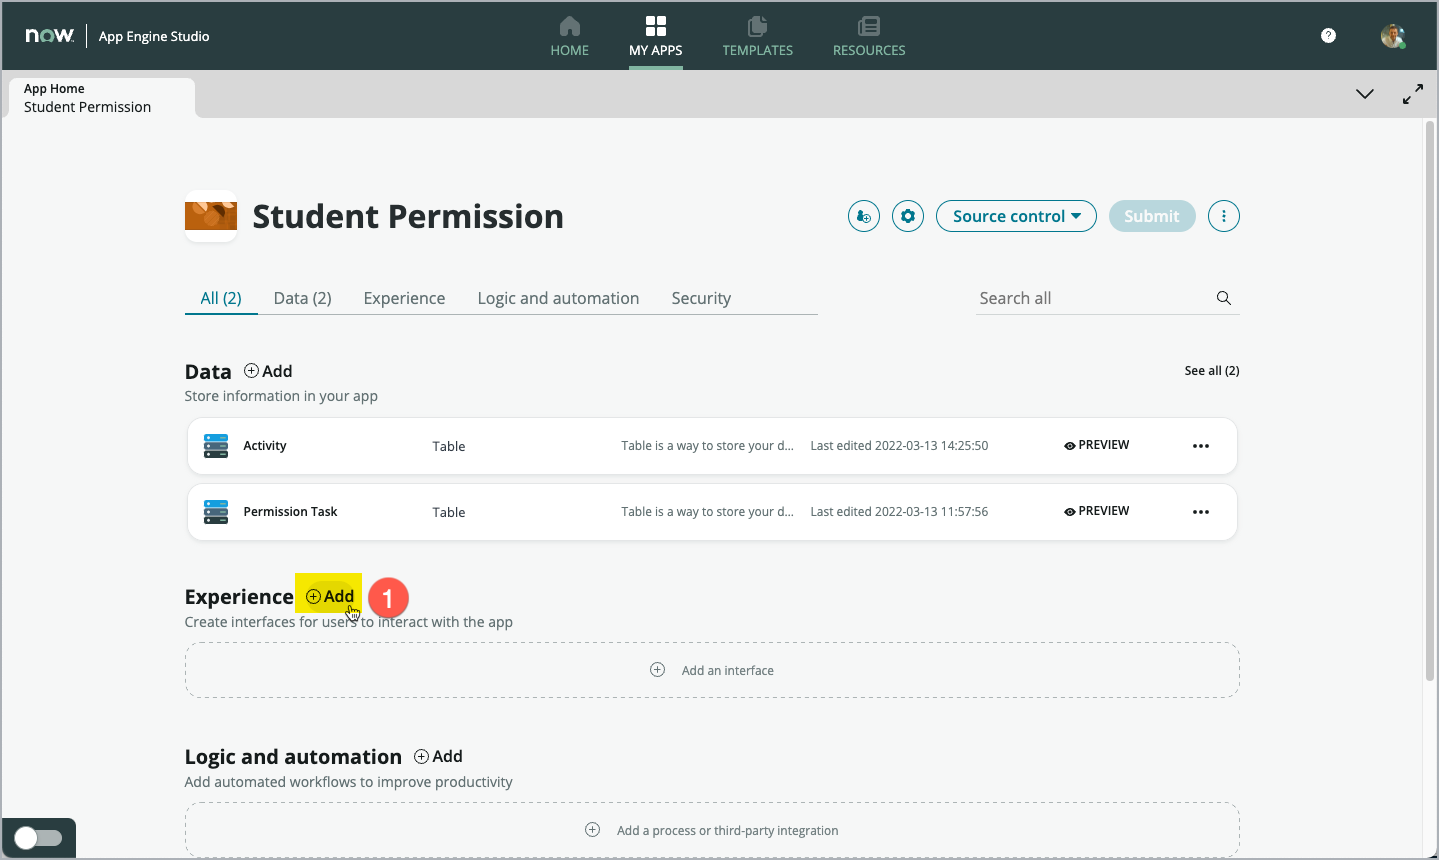 now.
App Engine Studio
HOME
MY APPS
TEMPLATES
RESOURCES
?
App Home
Student Permission
Student Permission
Source control
Submit
All (2)
Data (2)
Experience
Logic and automation
Security
Search all
Data
Add
See all (2)
Store information in your app
Activity
Table
Table is a way to store your d...
Last edited 2022-03-13 14:25:50
PREVIEW
Permission Task
Table
Table is a way to store your d...
Last edited 2022-03-13 11:57:56
PREVIEW
Experience
Add
1
Create interfaces for users to interact with the app
Add an interface
Logic and automation
Add
Add automated workflows to improve productivity
Add a process or third-party integration